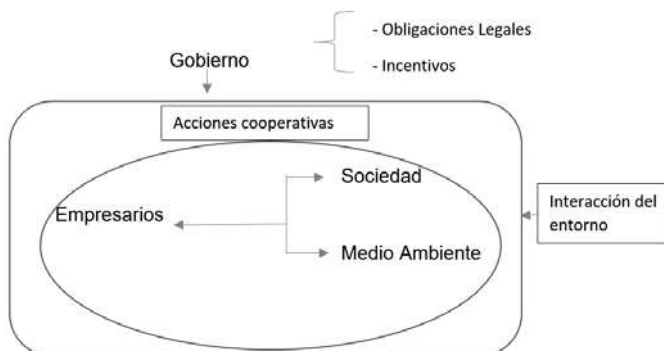 - Obligaciones Legales
Gobierno
- Incentivos
Acciones cooperativas
Sociedad
Empresarios
Interacción del
entorno
Medio Ambiente